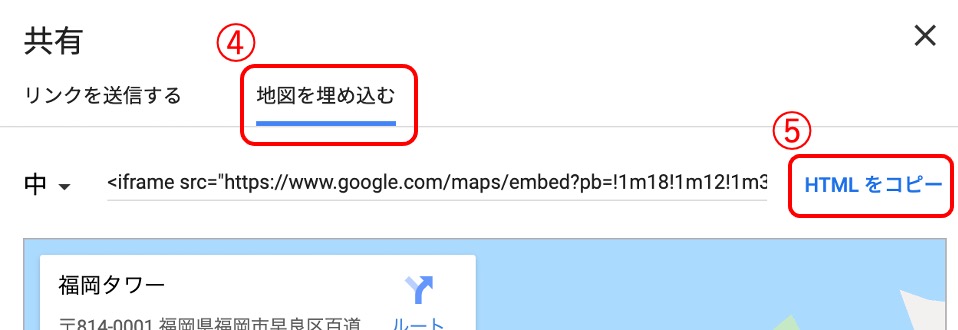 共有
④
リンクを送信する
地図を埋め込む
⑤
中
<iframe src="https://www.google.com/maps/embed?pb=!1m18!1m12!1m3
HTML をコピー
福岡タワー
〒814-0001 福岡県福岡市早良区百道
ルート